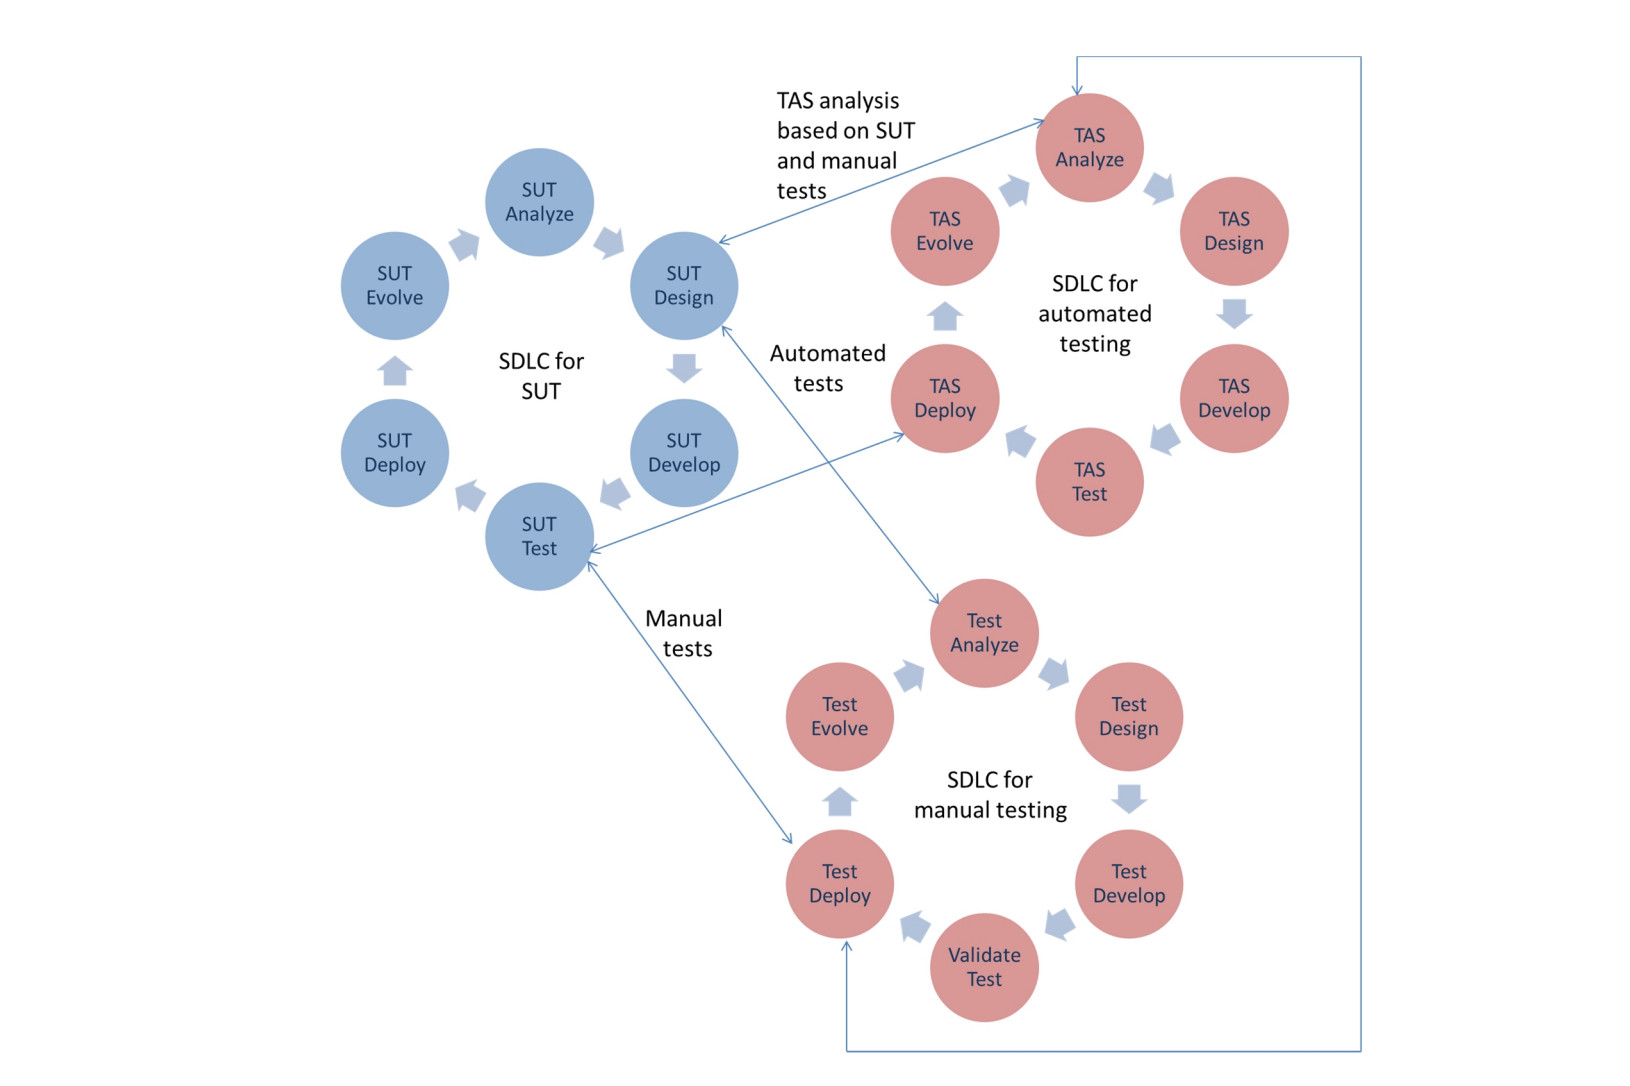 TAS analysis
based on SUT
and manual
tests
SUT
Analyze
SUT
Design
SUT
Develop
SUT
Test
SUT
Deploy
SUT
Evolve
SDLC for
SUT
TAS
Analyze
TAS
Design
TAS
Develop
TAS
Test
TAS
Deploy
TAS
Evolve
SDLC for
automated
testing
Automated
tests
Manual
tests
Test
Analyze
Test
Design
Test
Develop
Validate
Test
Test
Deploy
Test
Evolve
SDLC for
manual testing